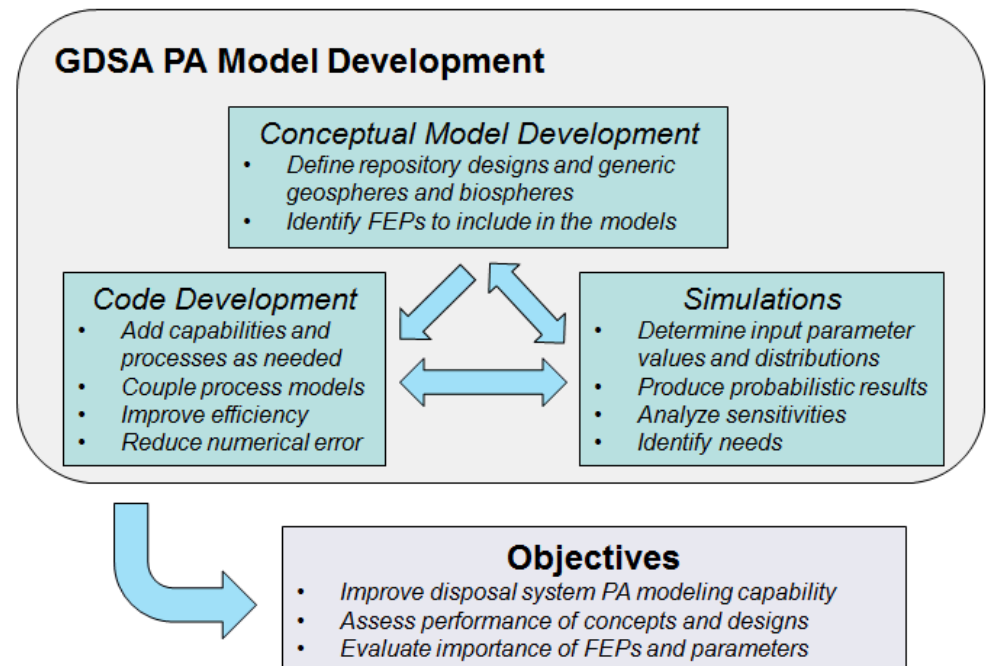 GDSA PA Model Development
Conceptual Model Development
• Define repository designs and generic
geospheres and biospheres
• Identify FEPs to include in the models
Code Development
• Add capabilities and
processes as needed
• Couple process models
• Improve efficiency
• Reduce numerical error
Simulations
• Determine input parameter
values and distributions
• Produce probabilistic results
• Analyze sensitivities
• Identify needs
Objectives
• Improve disposal system PA modeling capability
• Assess performance of concepts and designs
• Evaluate importance of FEPs and parameters